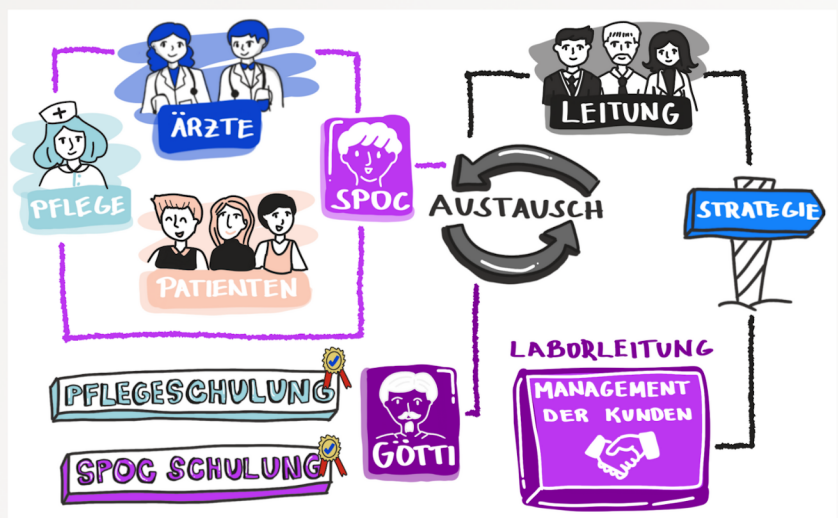 ÄRZTE
PFLEGE
PATIENTEN
SPOC
AUSTAUSCH
LEITUNG
STRATEGIE
PFLEGESCHULUNG
SPOC SCHULUNG
GÖTTI
LABORLEITUNG
MANAGEMENT
DER KUNDEN